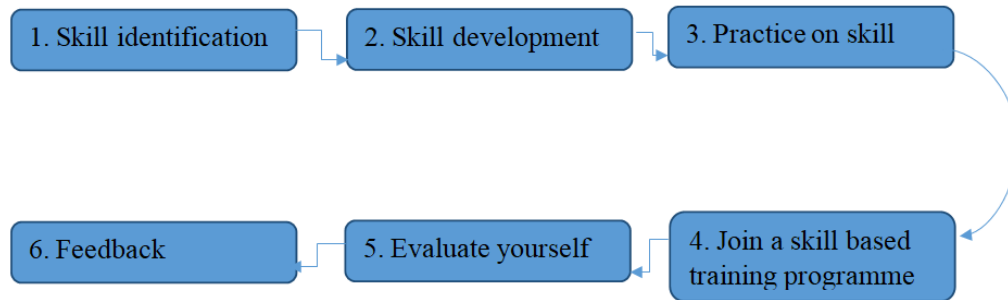 1. Skill identification
2. Skill development
3. Practice on skill
4. Join a skill based
training programme
5. Evaluate yourself
6. Feedback